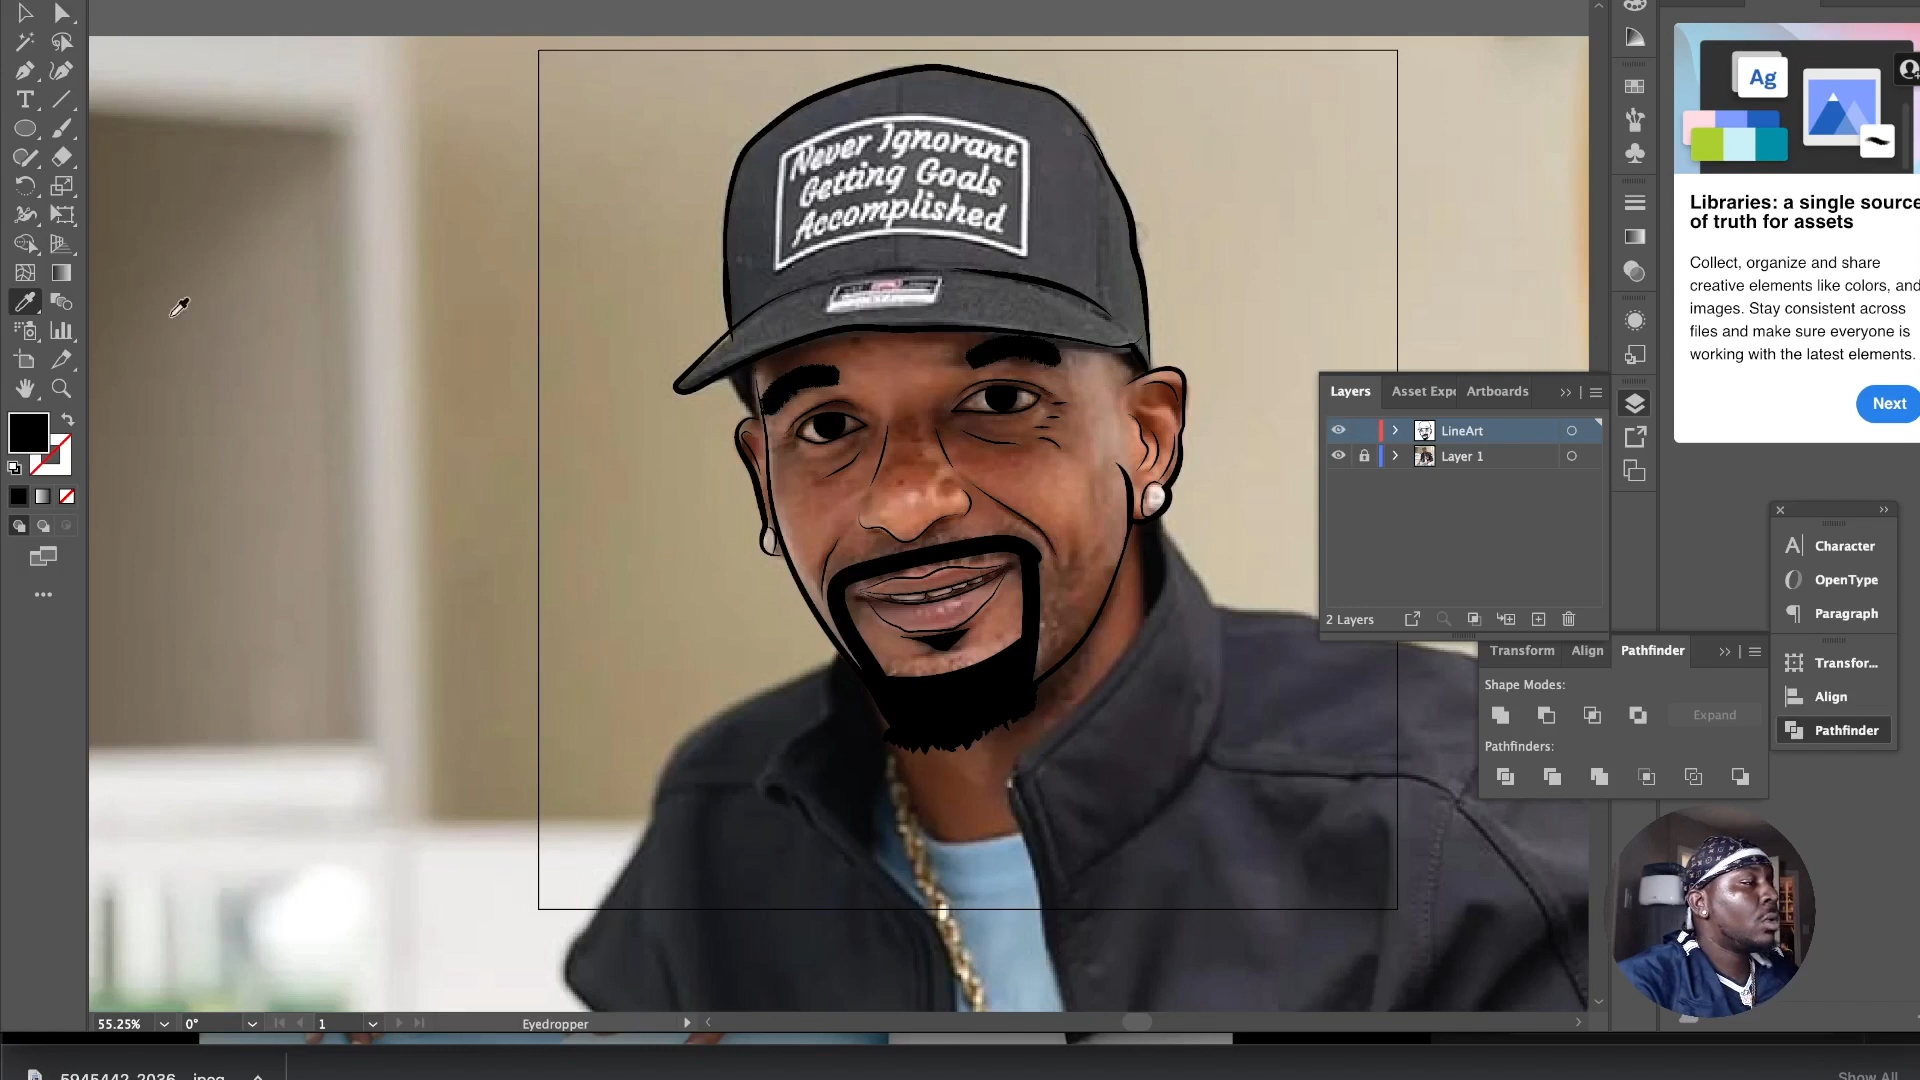 Never Ignorant
Getting Goals
Accomplished
Ag
Libraries: a single source
of truth for assets
Collect, organize and share
creative elements like colors, and
images. Stay consistent across
files and make sure everyone is
working with the latest elements.
Next
Layers
Asset Expo
Artboards
LineArt
Layer 1
2 Layers
Character
OpenType
Paragraph
Transfor...
Align
Pathfinder
Transform
Align
Pathfinder
Shape Modes:
Expand
Pathfinders:
55.25%
0°
1
Eyedropper
5945442_2036....jpeg
Show All